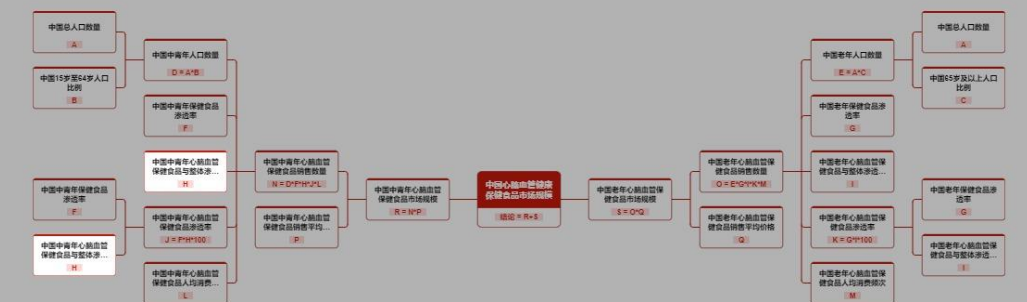 中国总人口数量
A
中国15岁至64岁人口
比例
B
中国中青年人口数量
D = A*B
中国中青年保健食品
渗透率
F
中国中青年心脑血管
保健食品与整体渗...
H
中国中青年保健食品
渗透率
F
中国中青年心脑血管
保健食品与整体渗...
H
中国中青年心脑血管
保健食品渗透率
J = F*H*100
中国中青年心脑血管
保健食品人均消费...
L
中国中青年心脑血管
保健食品销售数量
N = D*F*H*J*L
中国中青年心脑血管
保健食品销售平均...
P
中国中青年心脑血管
保健食品市场规模
R = N*P
中国心脑血管健康
保健食品市场规模
结论 = R+S
中国老年心脑血管保
健食品市场规模
S = O*Q
中国老年心脑血管保
健食品销售数量
O = E*G*I*K*M
中国老年心脑血管保
健食品销售平均价格
Q
中国老年人口数量
E = A*C
中国老年保健食品渗
透率
G
中国老年心脑血管保
健食品与整体渗透...
I
中国老年心脑血管保
健食品渗透率
K = G*I*100
中国老年心脑血管保
健食品人均消费频次
M
中国总人口数量
A
中国65岁及以上人口
比例
C
中国老年保健食品渗
透率
G
中国老年心脑血管保
健食品与整体渗透...
I